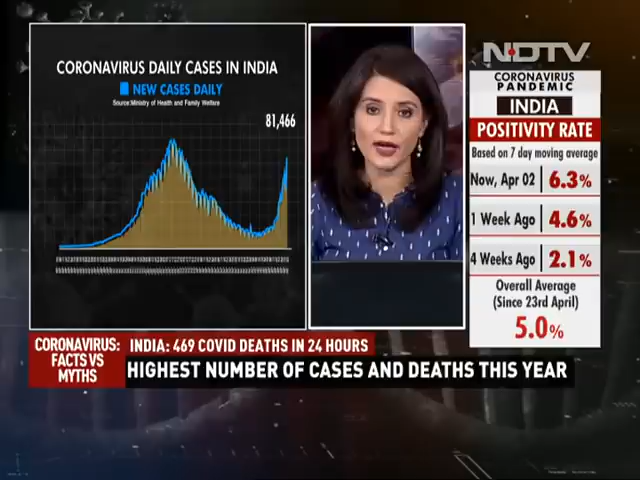 CORONAVIRUS DAILY CASES IN INDIA
NEW CASES DAILY
Source:Ministry of Health and Family Welfare
81,466
NDTV
CORONAVIRUS
PANDEMIC
INDIA
POSITIVITY RATE
Based on 7 day moving average
Now, Apr 02 6.3%
1 Week Ago 4.6%
4 Weeks Ago 2.1%
Overall Average
(Since 23rd April)
5.0%
CORONAVIRUS:
FACTS VS
MYTHS
INDIA: 469 COVID DEATHS IN 24 HOURS
HIGHEST NUMBER OF CASES AND DEATHS THIS YEAR